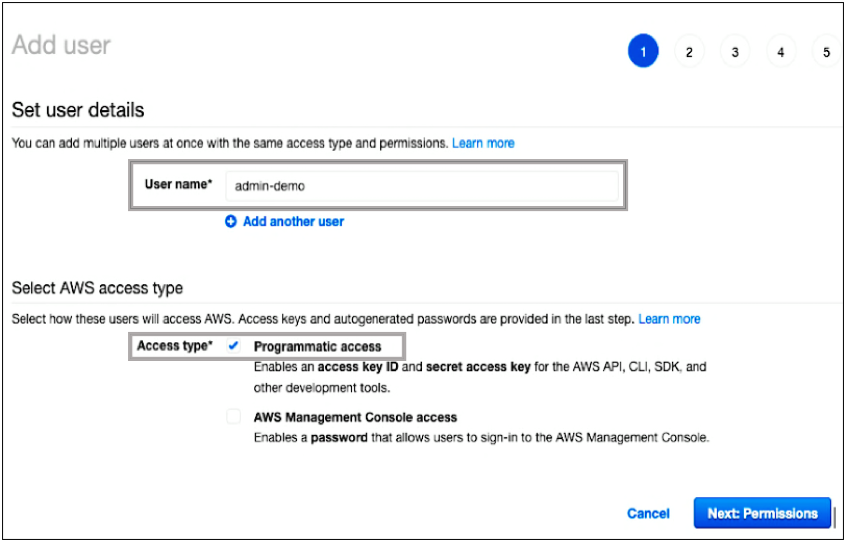 Add user
1 2 3 4 5
Set user details
You can add multiple users at once with the same access type and permissions. Learn more
User name* admin-demo
Add another user
Select AWS access type
Select how these users will access AWS. Access keys and autogenerated passwords are provided in the last step. Learn more
Access type* Programmatic access
Enables an access key ID and secret access key for the AWS API, CLI, SDK, and
other development tools.
AWS Management Console access
Enables a password that allows users to sign-in to the AWS Management Console.
Cancel Next: Permissions